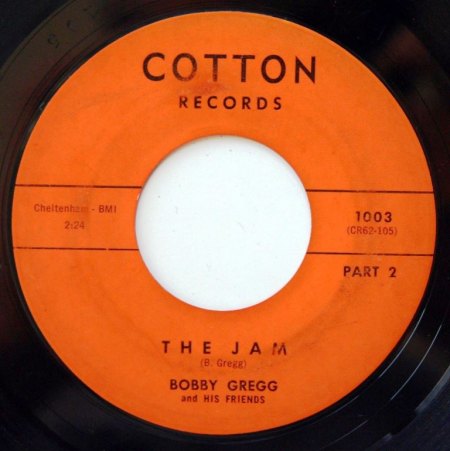 COTTON
RECORDS
Cheltenham - BMI
2:24
1003
(CR62-105)
PART 2
THE JAM
(B. Gregg)
BOBBY GREGG
and HIS FRIENDS